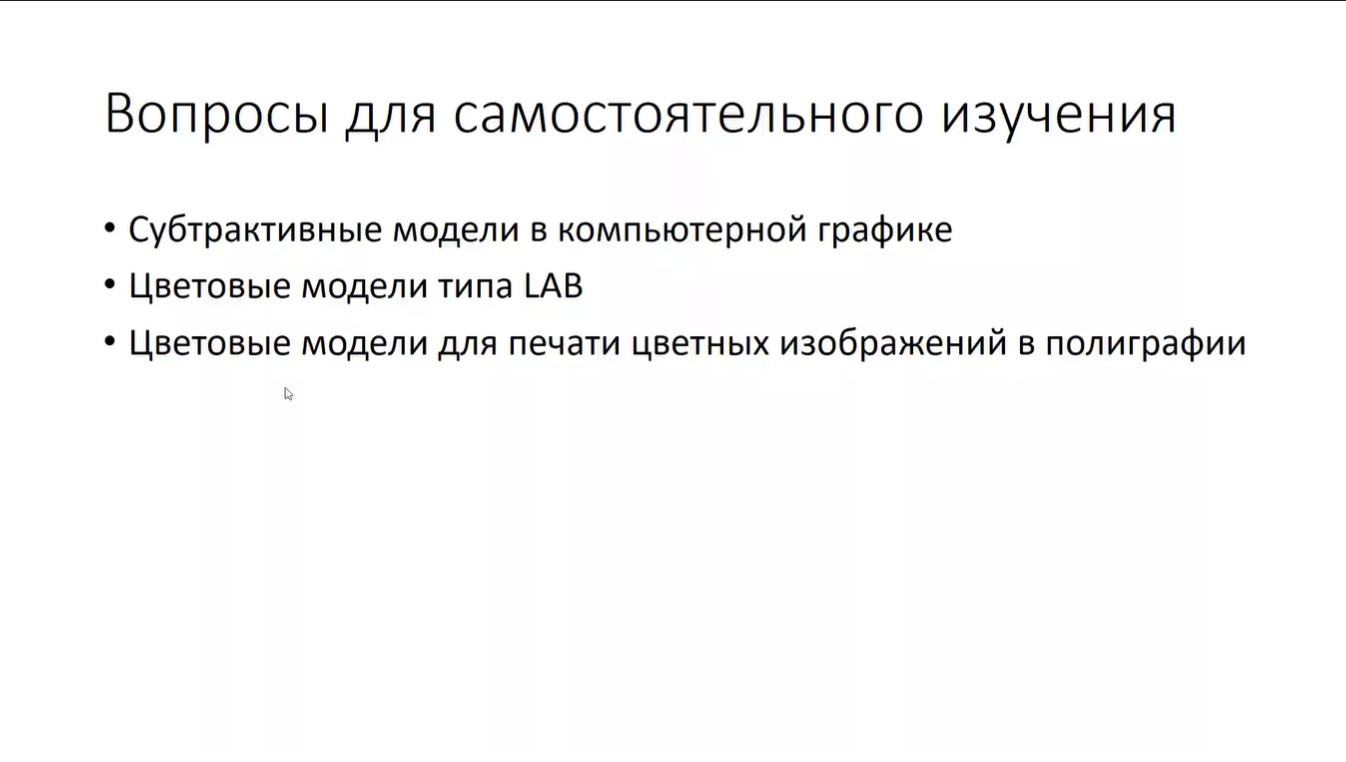 Вопросы для самостоятельного изучения
• Субтрактивные модели в компьютерной графике
• Цветовые модели типа LAB
• Цветовые модели для печати цветных изображений в полиграфии